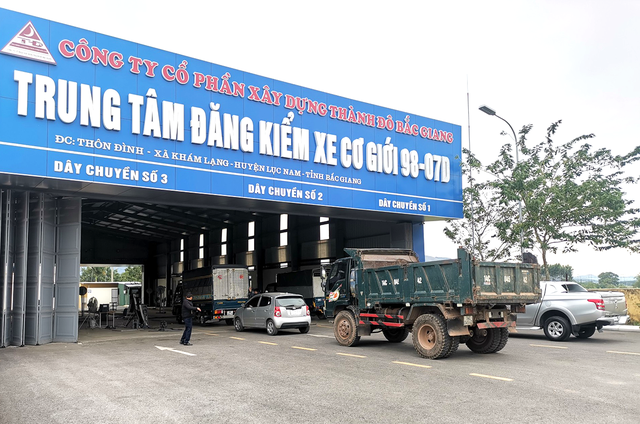 CÔNG TY CỔ PHẦN XÂY DỰNG THÀNH ĐÔ BẮC GIANG
TRUNG TÂM ĐĂNG KIỂM XE CƠ GIỚI 98-07D
ĐC: THÔN ĐÌNH - XÃ KHÁM LẠNG - HUYỆN LỤC NAM - TỈNH BẮC GIANG
DÂY CHUYỀN SỐ 3
DÂY CHUYỀN SỐ 2
DÂY CHUYỀN SỐ 1